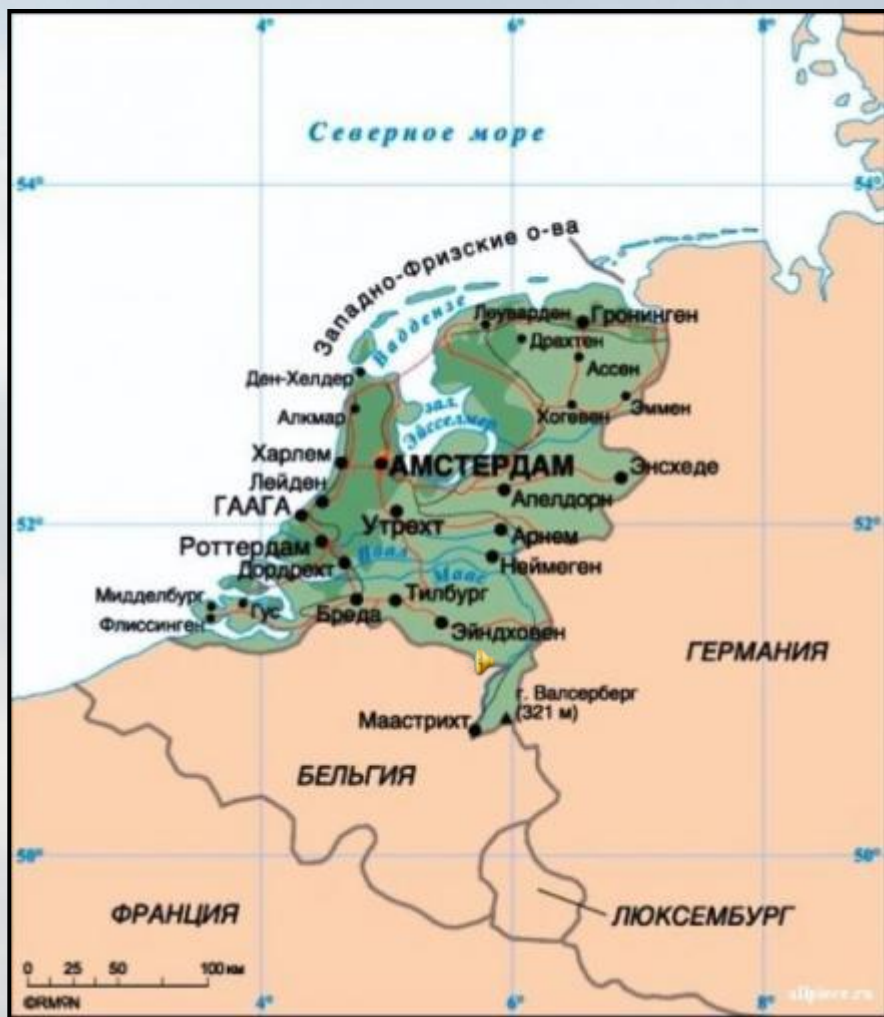 4°
6°
8°
Северное море
54°
54°
Западно-Фризские о-ва
Ваддензе
Леуварден
Гронинген
Драхтен
Ассен
Ден-Хелдер
Алкмар
зал.
Эйсселмер
Хогевен
Эммен
Харлем
АМСТЕРДАМ
Энсхеде
Лейден
Апелдорн
ГААГА
52°
Утрехт
52°
Арнем
Роттердам
Ваал
Неймеген
Дордрехт
Маас
Мидделбург
Гус
Бреда
Тилбург
Флиссинген
Эйндховен
ГЕРМАНИЯ
г. Валсерберг
(321 м)
Маастрихт
БЕЛЬГИЯ
50°
50°
ФРАНЦИЯ
ЛЮКСЕМБУРГ
0 25 50 100 км
4°
6°
8°